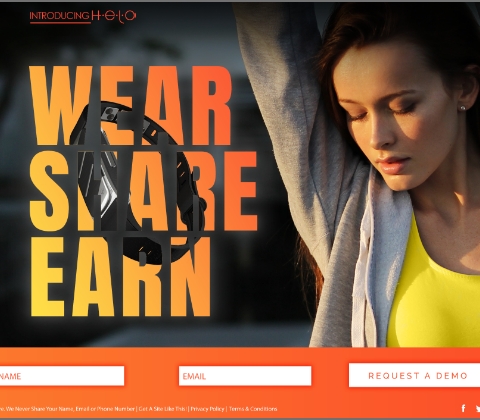 INTRODUCING Helo
WEAR
SHARE
EARN
NAME
EMAIL
REQUEST A DEMO
We Never Share Your Name, Email or Phone Number | Get A Site Like This | Privacy Policy | Terms & Conditions